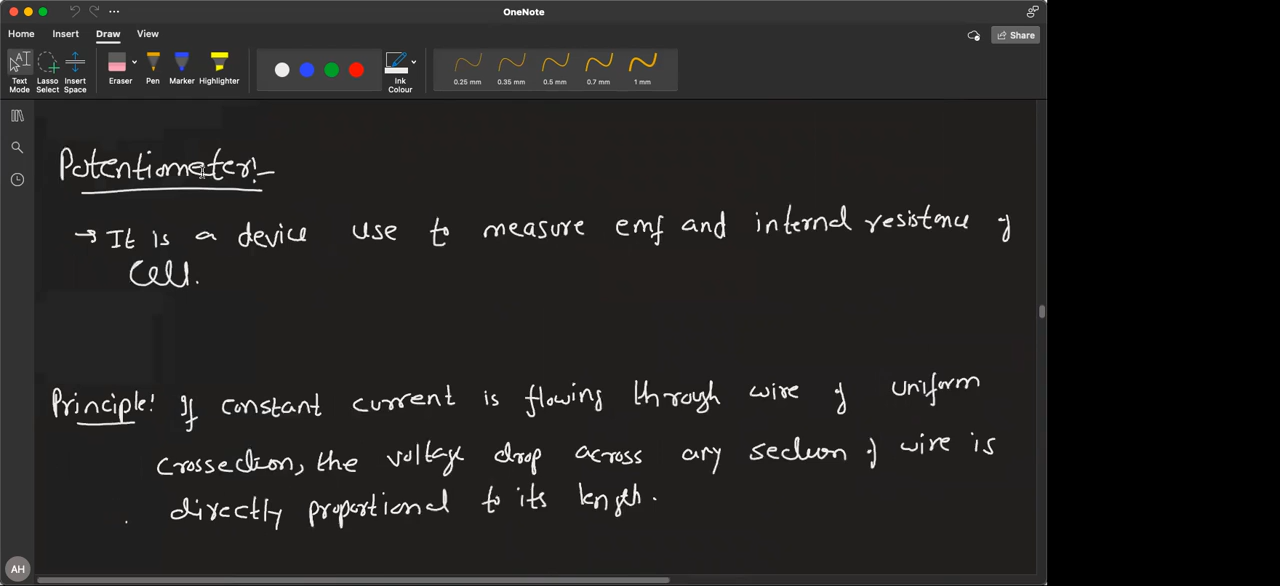 OneNote
Home Insert Draw View
Share
Text Mode
Lasso Select
Insert Space
Eraser
Pen
Marker
Highlighter
Ink Colour
0.25 mm
0.35 mm
0.5 mm
0.7 mm
1 mm
Potentiometer:-
→ It is a device use to measure emf and internal resistance of
Cell.
Principle: If constant current is flowing through wire of uniform
crossection, the voltage drop across any section of wire is
directly proportional to its length.
AH